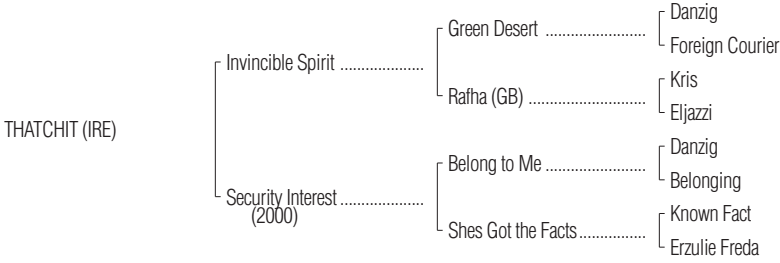 Danzig
Green Desert ........................
Foreign Courier
Invincible Spirit ...................
Kris
Rafha (GB) ............................
Eljazzi
THATCHIT (IRE)
Danzig
Belong to Me ........................
Belonging
Security Interest ....................
(2000)
Known Fact
Shes Got the Facts................
Erzulie Freda